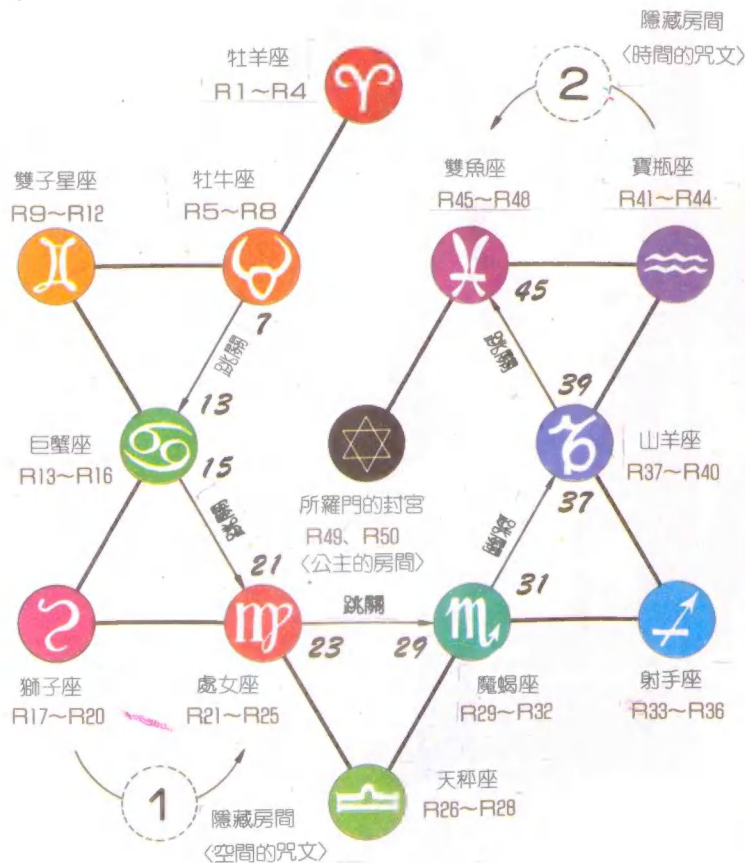 隱藏房間
〈時間的咒文〉
2
牡羊座
R1～R4
雙子星座
R9～R12
牡牛座
R5～R8
雙魚座
R45～R48
寶瓶座
R41～R44
7
跳關
13
45
跳關
39
巨蟹座
R13～R16
15
跳關
21
所羅門的封宮
R49、R50
〈公主的房間〉
山羊座
R37～R40
37
跳關
31
跳關
23
29
獅子座
R17～R20
處女座
R21～R25
魔蝎座
R29～R32
射手座
R33～R36
1
隱藏房間
〈空間的咒文〉
天秤座
R26～R28